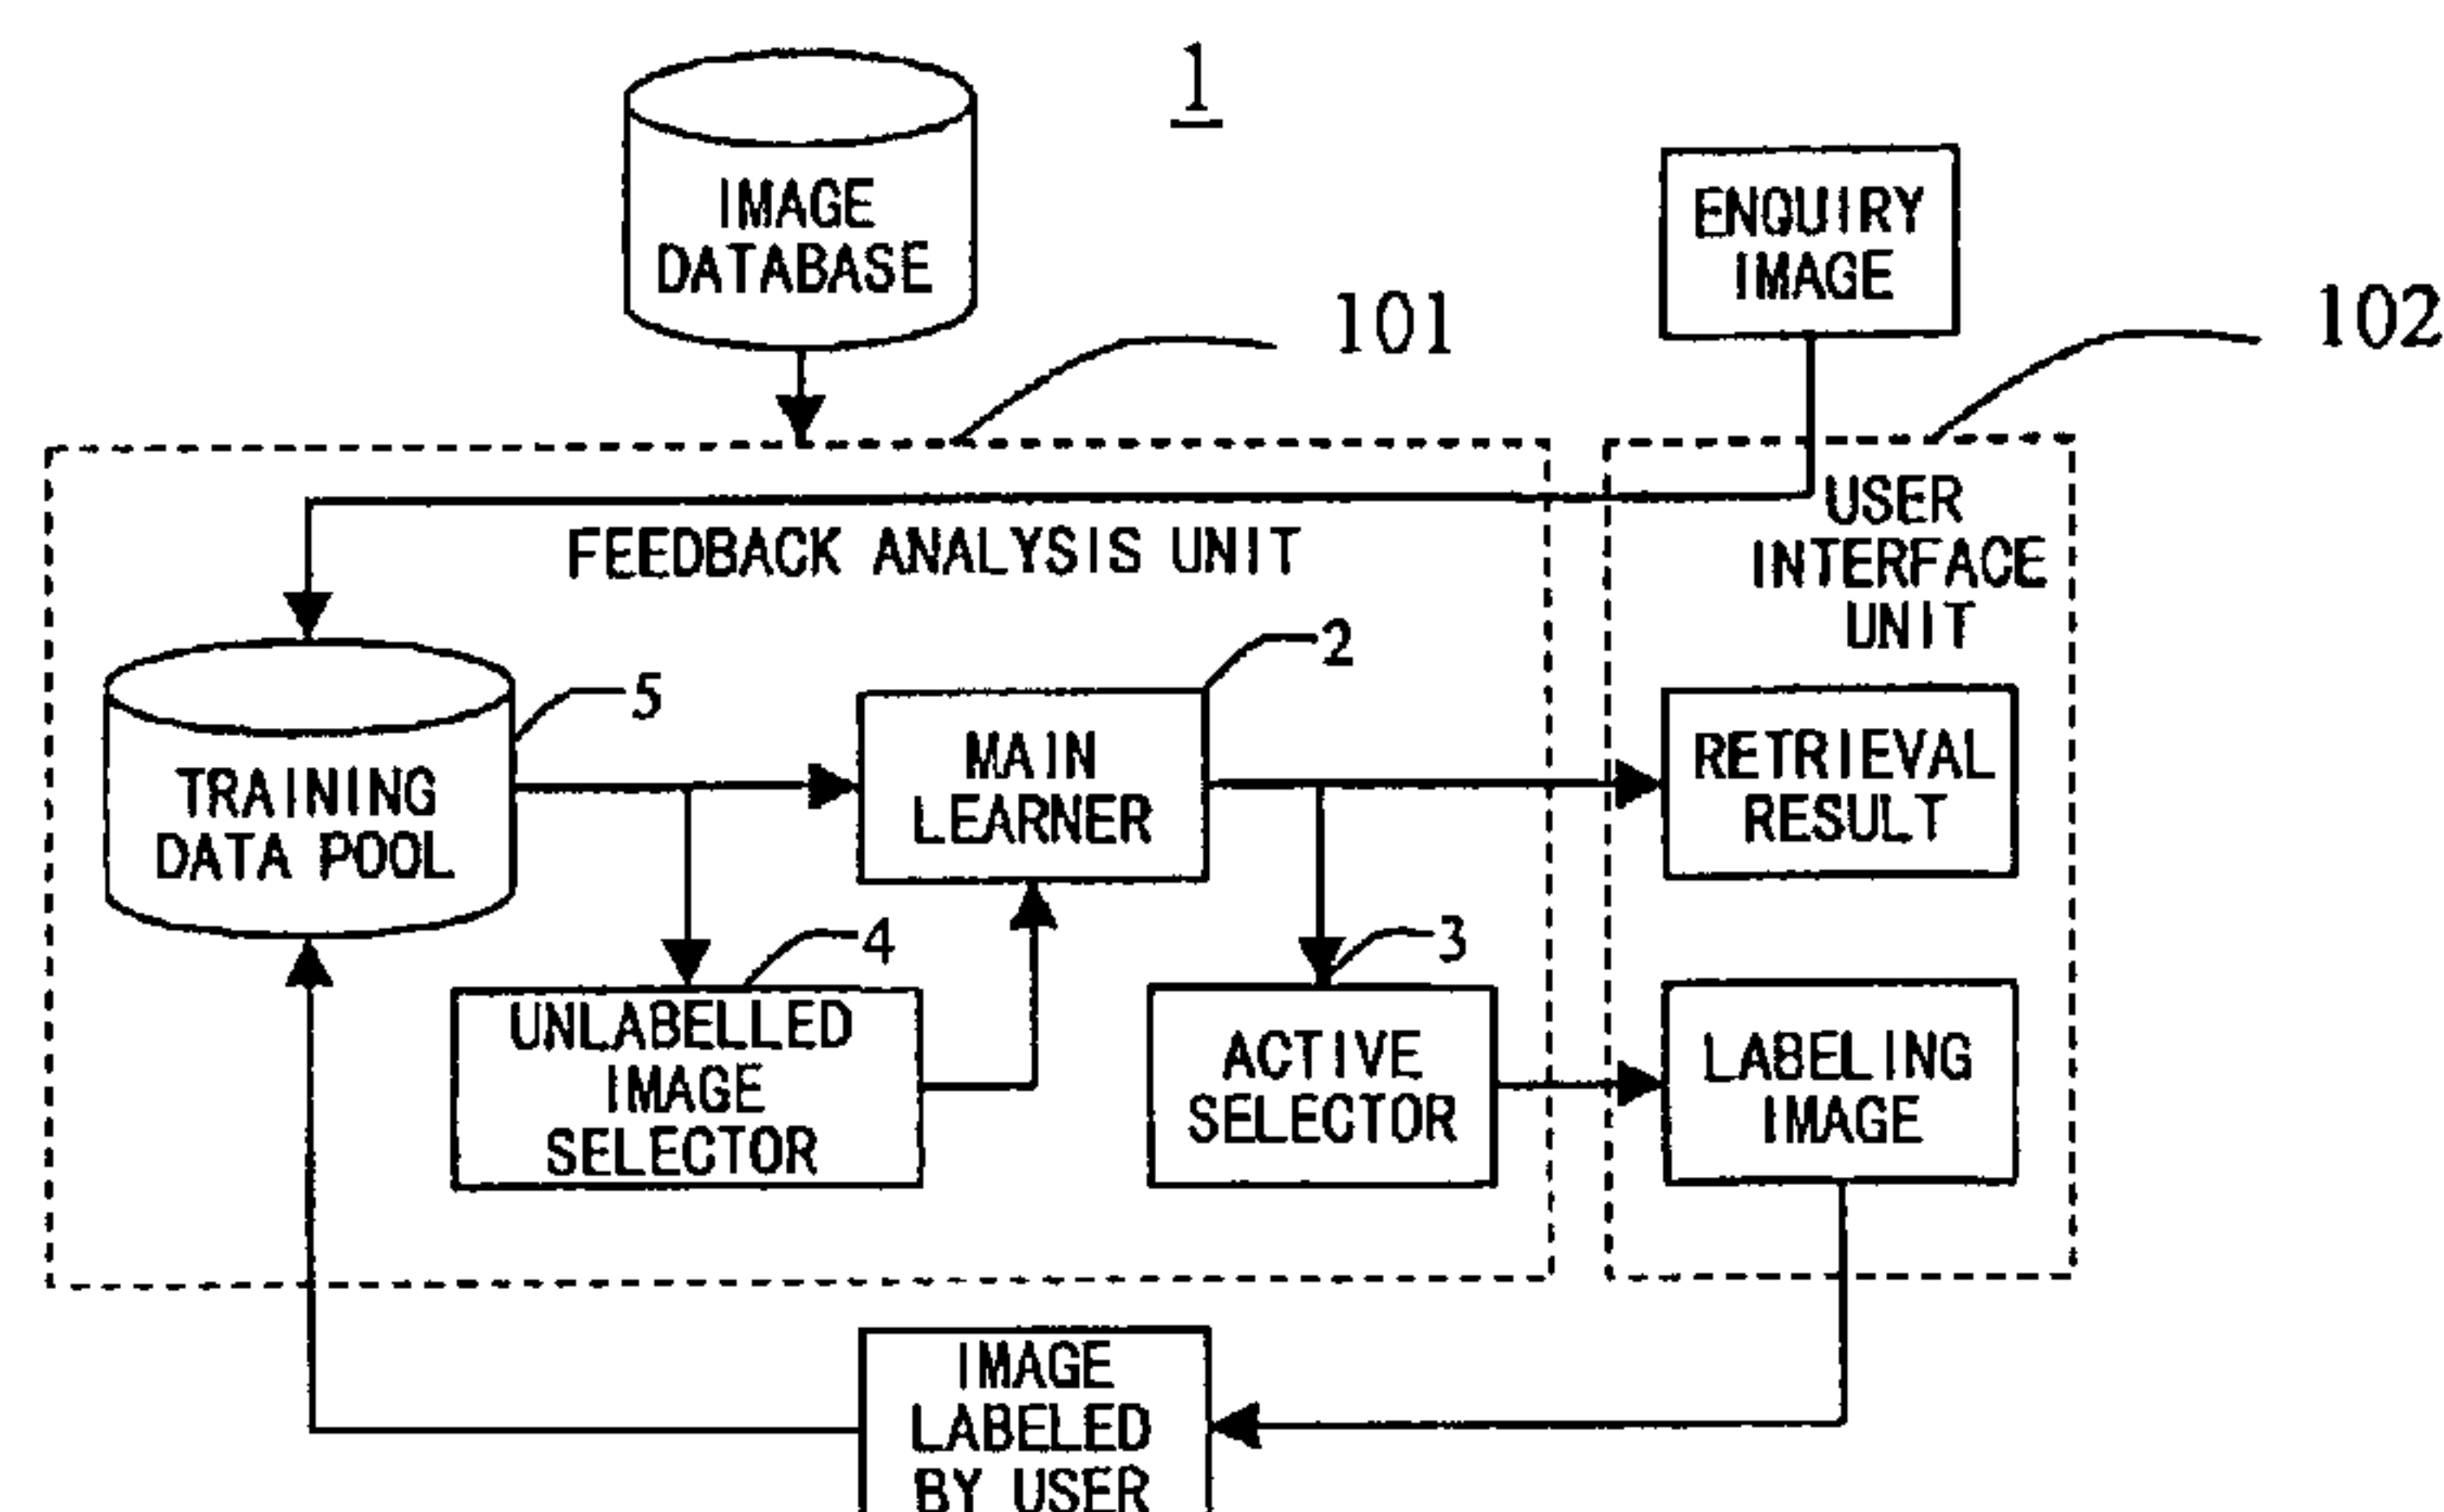 1
IMAGE
DATABASE
ENQUIRY
IMAGE
101
102
USER
INTERFACE
UNIT
FEEDBACK ANALYSIS UNIT
2
5
MAIN
LEARNER
RETRIEVAL
RESULT
TRAINING
DATA POOL
4
3
UNLABELLED
IMAGE
SELECTOR
ACTIVE
SELECTOR
LABELING
IMAGE
IMAGE
LABELED
BY USER